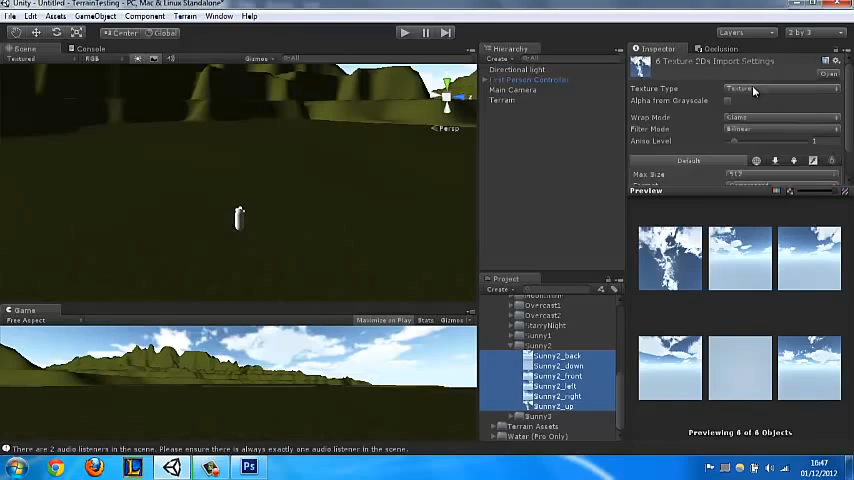 Unity - Untitled - TerrainTesting - PC, Mac & Linux Standalone*
File Edit Assets GameObject Component Terrain Window Help
Center Global Layers 2 by 3
Scene Console
Textured RGB Gizmos All
Persp
Game
Free Aspect Maximize on Play Stats Gizmos
Hierarchy
Create All
Directional light
First Person Controller
Main Camera
Terrain
Project
Create
Overcast1
Overcast2
StarryNight
Sunny1
Sunny2
Sunny2_back
Sunny2_down
Sunny2_front
Sunny2_left
Sunny2_right
Sunny2_up
Sunny3
Terrain Assets
Water (Pro Only)
Inspector Occlusion
6 Texture 2Ds Import Settings
Open
Texture Type Texture
Alpha from Grayscale
Wrap Mode Clamp
Filter Mode Bilinear
Aniso Level 1
Default
Max Size 512
Format Compressed
Preview
Previewing 6 of 6 Objects
There are 2 audio listeners in the scene. Please ensure there is always exactly one audio listener in the scene.
16:47
01/12/2012